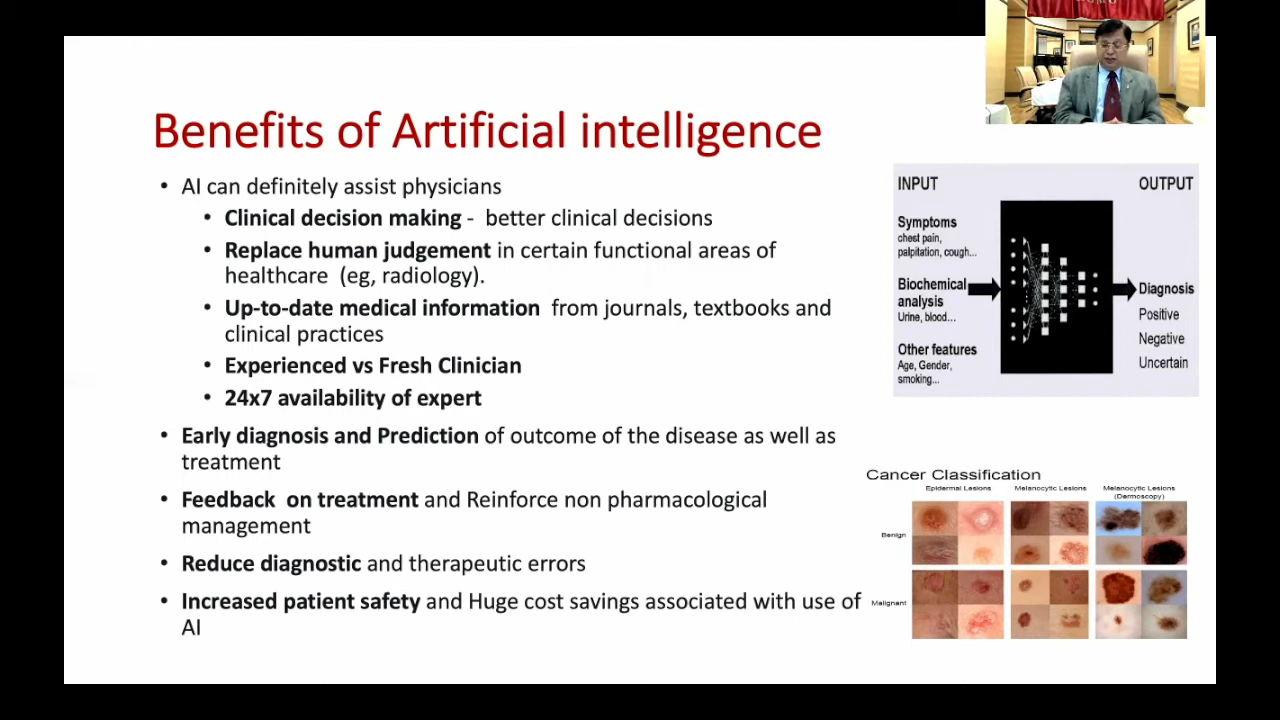 Benefits of Artificial intelligence
• AI can definitely assist physicians
• Clinical decision making - better clinical decisions
• Replace human judgement in certain functional areas of
healthcare (eg, radiology).
• Up-to-date medical information from journals, textbooks and
clinical practices
• Experienced vs Fresh Clinician
• 24x7 availability of expert
• Early diagnosis and Prediction of outcome of the disease as well as
treatment
• Feedback on treatment and Reinforce non pharmacological
management
• Reduce diagnostic and therapeutic errors
• Increased patient safety and Huge cost savings associated with use of
AI
INPUT
OUTPUT
Symptoms
chest pain,
palpitation, cough...
Biochemical
analysis
Urine, blood...
Other features
Age, Gender,
smoking...
Diagnosis
Positive
Negative
Uncertain
Cancer Classification
Epidermal Lesions
Melanocytic Lesions
Melanocytic Lesions
(Dermoscopy)
Benign
Malignant